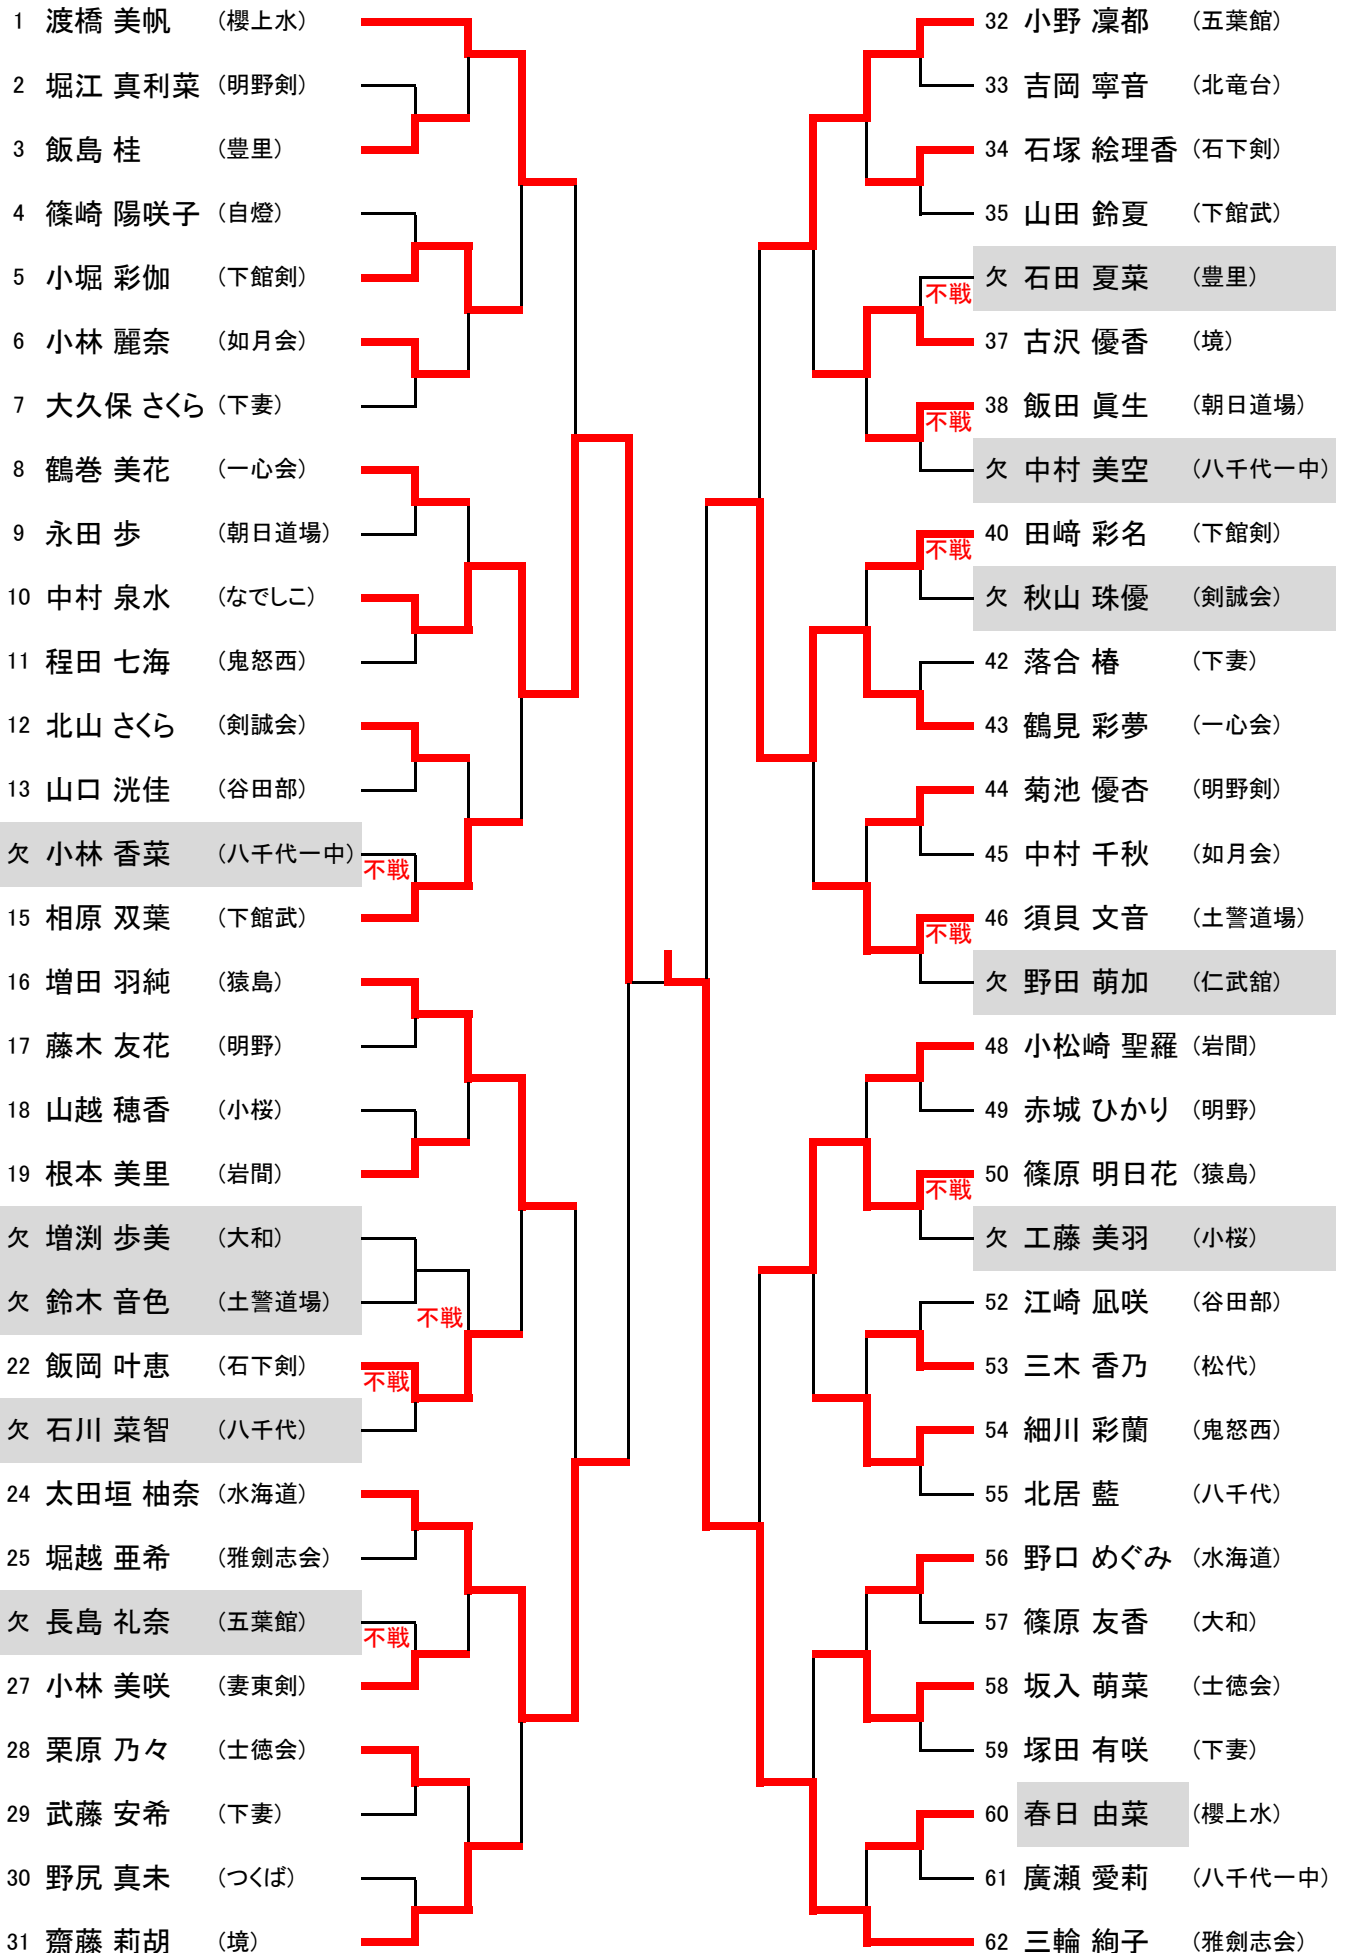 1 渡橋 美帆 (櫻上水)
2 堀江 真利菜 (明野剣)
3 飯島 桂 (豊里)
4 篠崎 陽咲子 (自燈)
5 小堀 彩伽 (下館剣)
6 小林 麗奈 (如月会)
7 大久保 さくら (下妻)
8 鶴巻 美花 (一心会)
9 永田 歩 (朝日道場)
10 中村 泉水 (なでしこ)
11 程田 七海 (鬼怒西)
12 北山 さくら (剣誠会)
13 山口 洸佳 (谷田部)
欠 小林 香菜 (八千代一中)
不戦
15 相原 双葉 (下館武)
16 増田 羽純 (猿島)
17 藤木 友花 (明野)
18 山越 穂香 (小桜)
19 根本 美里 (岩間)
欠 増渕 歩美 (大和)
欠 鈴木 音色 (土警道場)
不戦
22 飯岡 叶恵 (石下剣)
不戦
欠 石川 菜智 (八千代)
24 太田垣 柚奈 (水海道)
25 堀越 亜希 (雅劍志会)
欠 長島 礼奈 (五葉館)
不戦
27 小林 美咲 (妻東剣)
28 栗原 乃々 (士徳会)
29 武藤 安希 (下妻)
30 野尻 真未 (つくば)
31 齋藤 莉胡 (境)
32 小野 凜都 (五葉館)
33 吉岡 寧音 (北竜台)
34 石塚 絵理香 (石下剣)
35 山田 鈴夏 (下館武)
欠 石田 夏菜 (豊里)
不戦
37 古沢 優香 (境)
38 飯田 眞生 (朝日道場)
不戦
欠 中村 美空 (八千代一中)
40 田﨑 彩名 (下館剣)
不戦
欠 秋山 珠優 (剣誠会)
42 落合 椿 (下妻)
43 鶴見 彩夢 (一心会)
44 菊池 優杏 (明野剣)
45 中村 千秋 (如月会)
46 須貝 文音 (土警道場)
不戦
欠 野田 萌加 (仁武舘)
48 小松崎 聖羅 (岩間)
49 赤城 ひかり (明野)
50 篠原 明日花 (猿島)
不戦
欠 工藤 美羽 (小桜)
52 江崎 凪咲 (谷田部)
53 三木 香乃 (松代)
54 細川 彩蘭 (鬼怒西)
55 北居 藍 (八千代)
56 野口 めぐみ (水海道)
57 篠原 友香 (大和)
58 坂入 萌菜 (士徳会)
59 塚田 有咲 (下妻)
60 春日 由菜 (櫻上水)
61 廣瀬 愛莉 (八千代一中)
62 三輪 絢子 (雅劍志会)